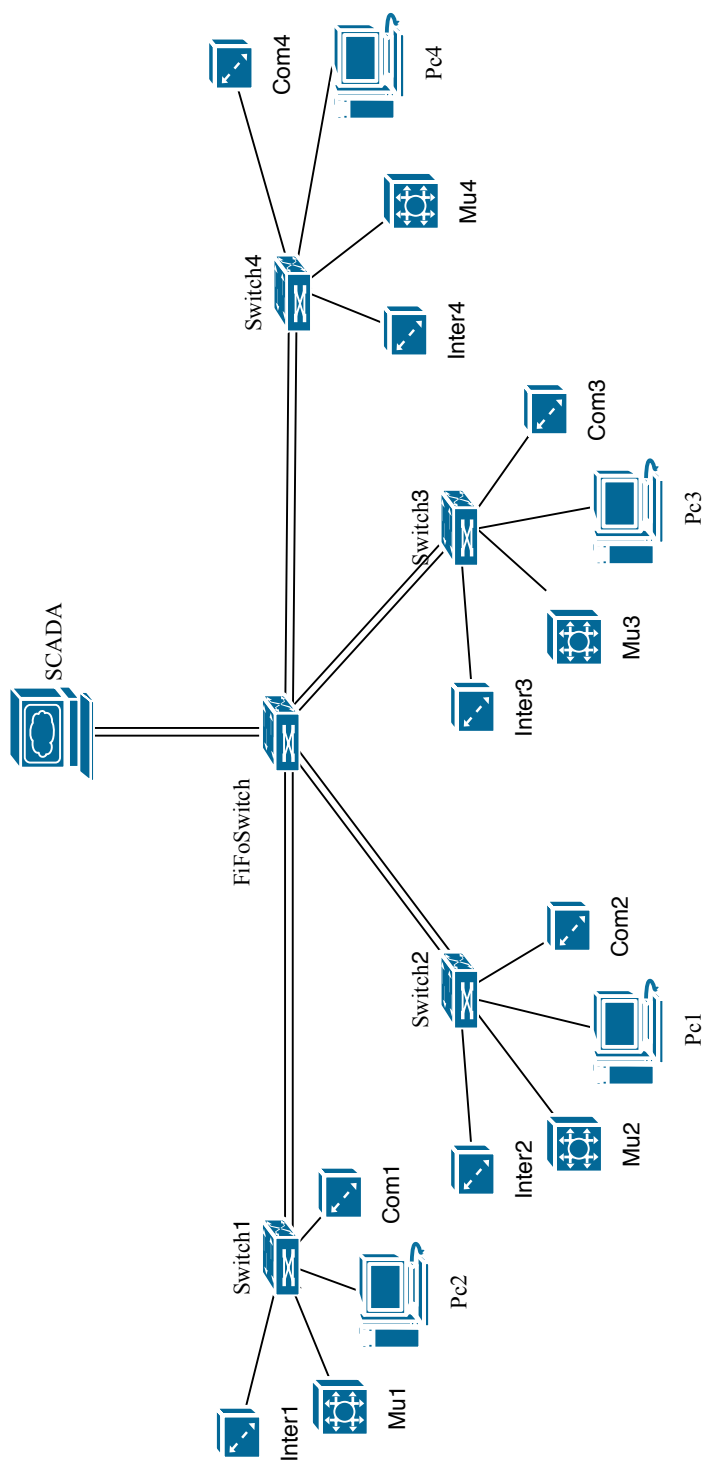 SCADA
FiFoSwitch
Switch1
Inter1
Mu1
Pc2
Com1
Switch2
Inter2
Mu2
Pc1
Com2
Switch3
Inter3
Mu3
Pc3
Com3
Switch4
Inter4
Mu4
Pc4
Com4